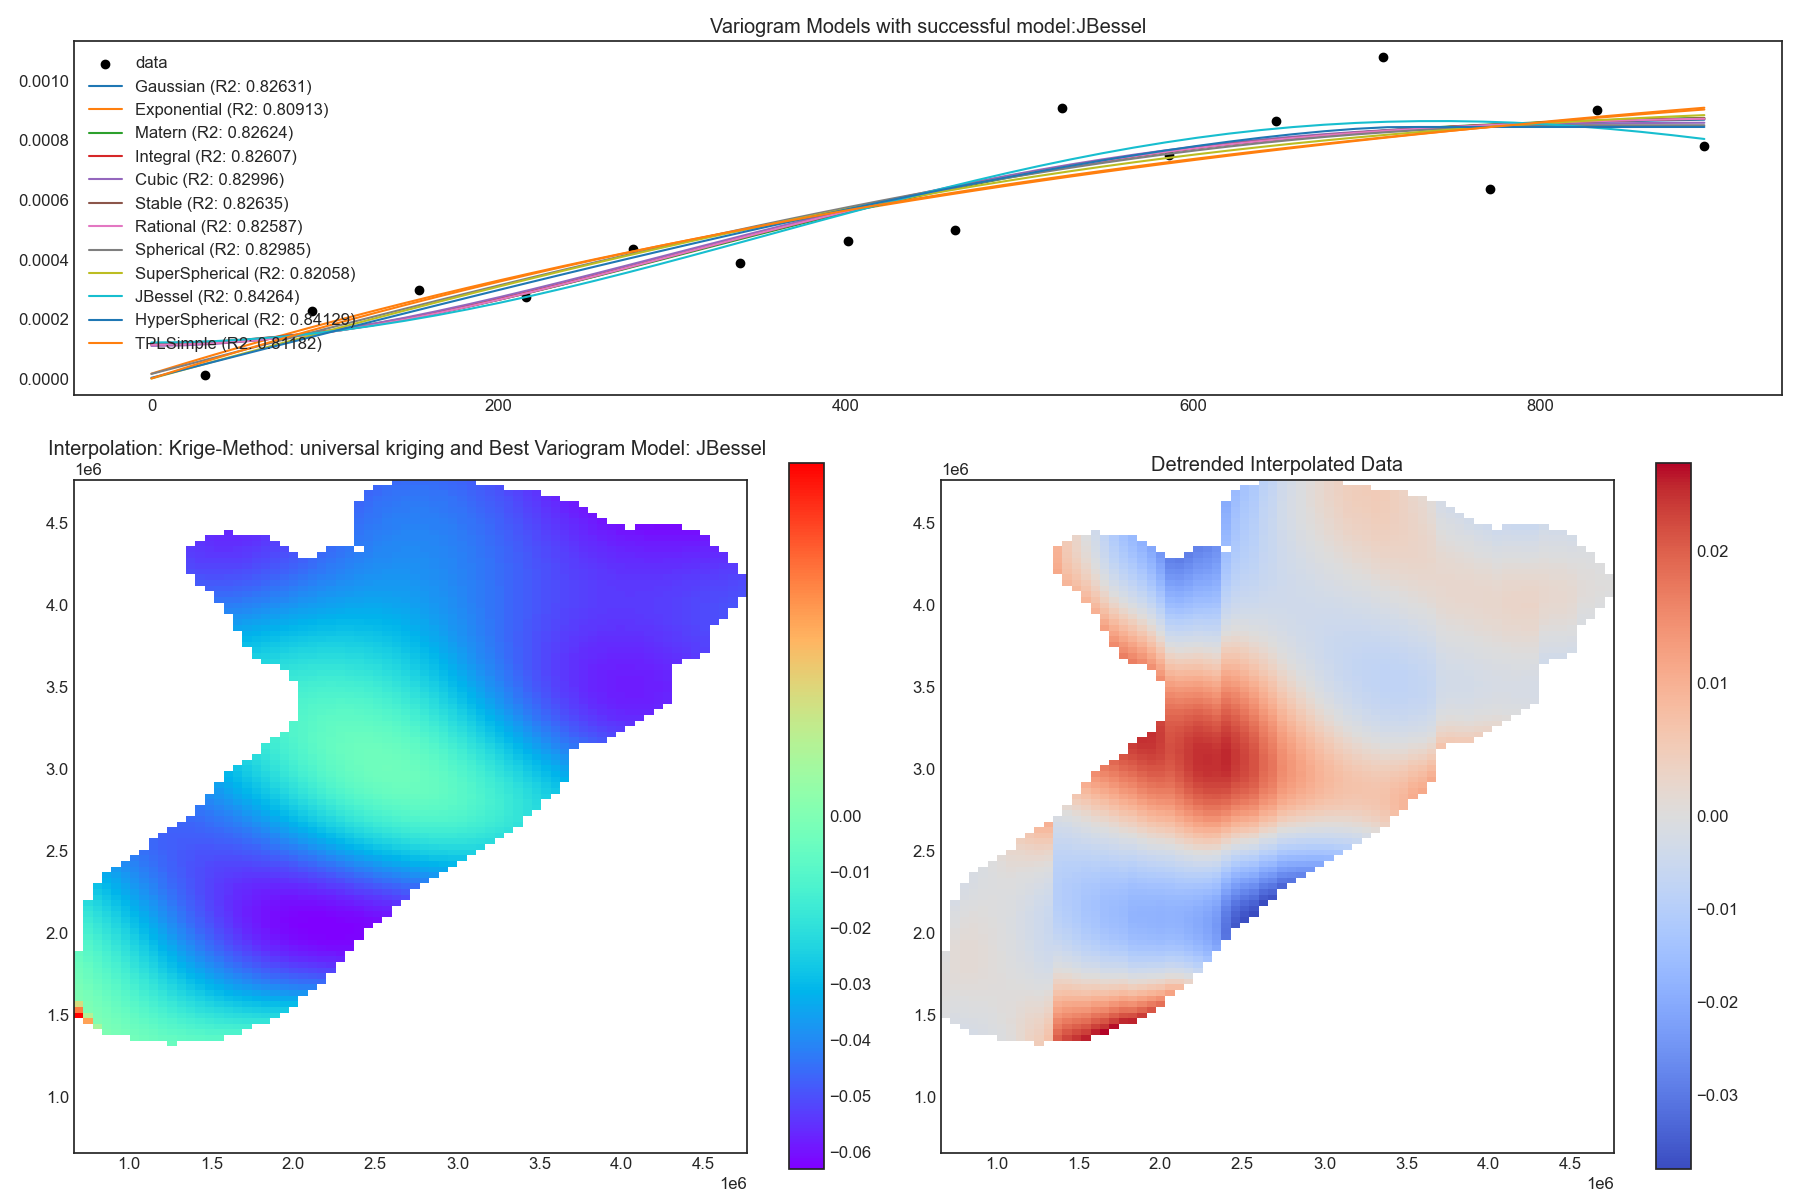 Variogram Models with successful model:JBessel
data
Gaussian (R2: 0.82631)
Exponential (R2: 0.80913)
Matern (R2: 0.82624)
Integral (R2: 0.82607)
Cubic (R2: 0.82996)
Stable (R2: 0.82635)
Rational (R2: 0.82587)
Spherical (R2: 0.82985)
SuperSpherical (R2: 0.82058)
JBessel (R2: 0.84264)
HyperSpherical (R2: 0.84129)
TPLSimple (R2: 0.81182)
0.0010
0.0008
0.0006
0.0004
0.0002
0.0000
0 200 400 600 800
Interpolation: Krige-Method: universal kriging and Best Variogram Model: JBessel
1e6
4.5
4.0
3.5
3.0
2.5
2.0
1.5
1.0
1.0 1.5 2.0 2.5 3.0 3.5 4.0 4.5
1e6
0.00
−0.01
−0.02
−0.03
−0.04
−0.05
−0.06
Detrended Interpolated Data
1e6
4.5
4.0
3.5
3.0
2.5
2.0
1.5
1.0
1.0 1.5 2.0 2.5 3.0 3.5 4.0 4.5
1e6
0.02
0.01
0.00
−0.01
−0.02
−0.03